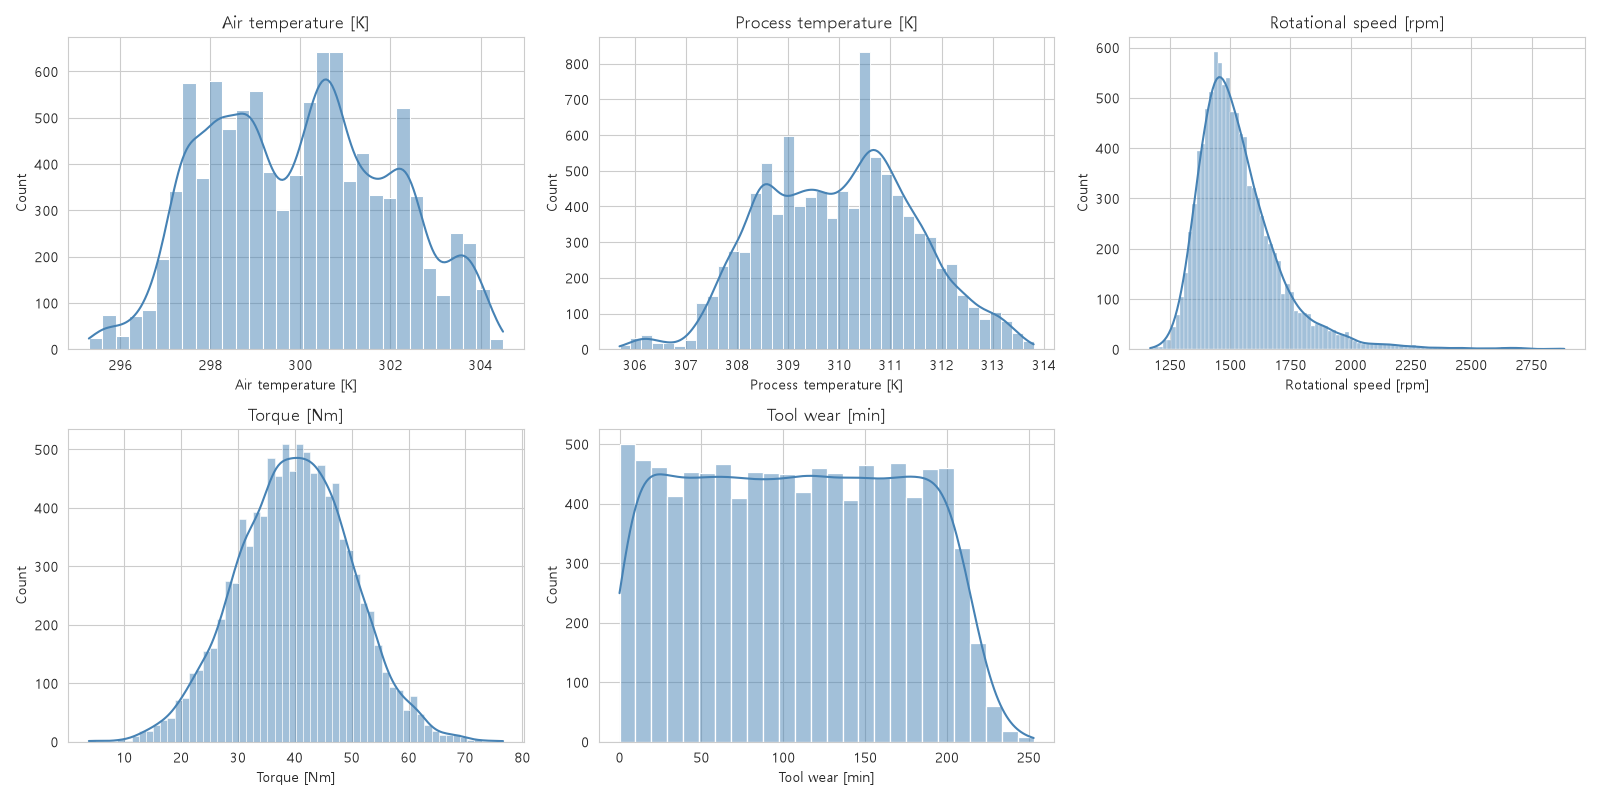 Air temperature [K]
Count
600
500
400
300
200
100
0
296 298 300 302 304
Air temperature [K]
Process temperature [K]
Count
800
700
600
500
400
300
200
100
0
306 307 308 309 310 311 312 313 314
Process temperature [K]
Rotational speed [rpm]
Count
600
500
400
300
200
100
0
1250 1500 1750 2000 2250 2500 2750
Rotational speed [rpm]
Torque [Nm]
Count
500
400
300
200
100
0
10 20 30 40 50 60 70 80
Torque [Nm]
Tool wear [min]
Count
500
400
300
200
100
0
0 50 100 150 200 250
Tool wear [min]